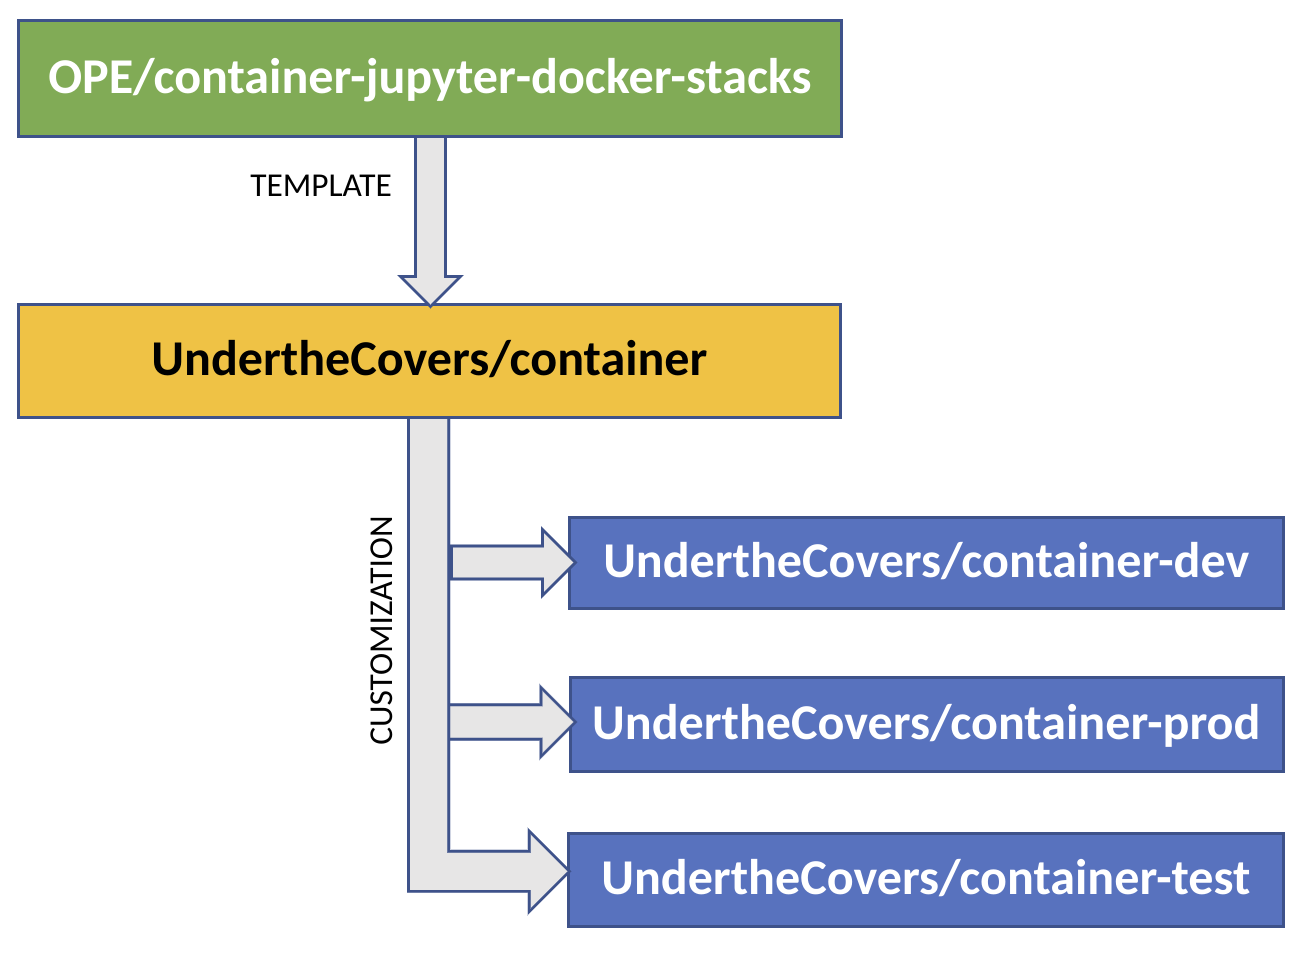 OPE/container-jupyter-docker-stacks
TEMPLATE
UndertheCovers/container
CUSTOMIZATION
UndertheCovers/container-dev
UndertheCovers/container-prod
UndertheCovers/container-test